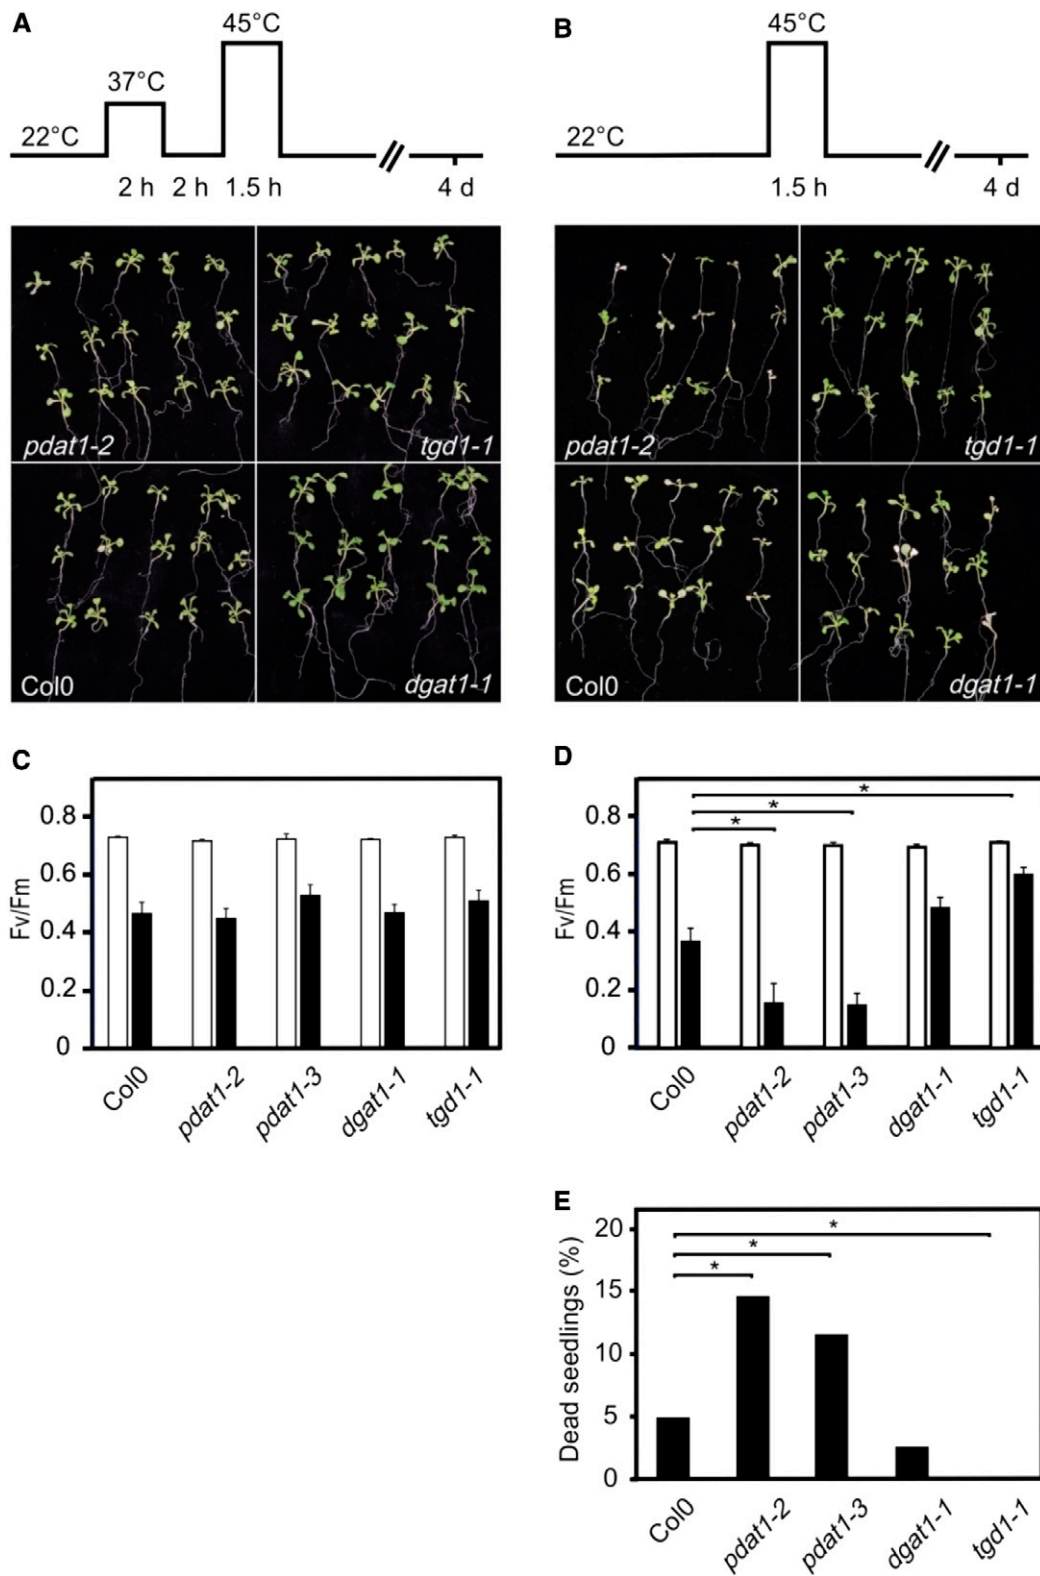 A
45°C
37°C
22°C
2 h 2 h 1.5 h 4 d
pdat1-2 tgd1-1
Col0 dgat1-1
B
45°C
22°C
1.5 h 4 d
pdat1-2 tgd1-1
Col0 dgat1-1
C
Fv/Fm
0.8
0.6
0.4
0.2
0
Col0 pdat1-2 pdat1-3 dgat1-1 tgd1-1
D
Fv/Fm
0.8
0.6
0.4
0.2
0
*
*
*
Col0 pdat1-2 pdat1-3 dgat1-1 tgd1-1
E
Dead seedlings (%)
20
15
10
5
0
*
*
*
Col0 pdat1-2 pdat1-3 dgat1-1 tgd1-1